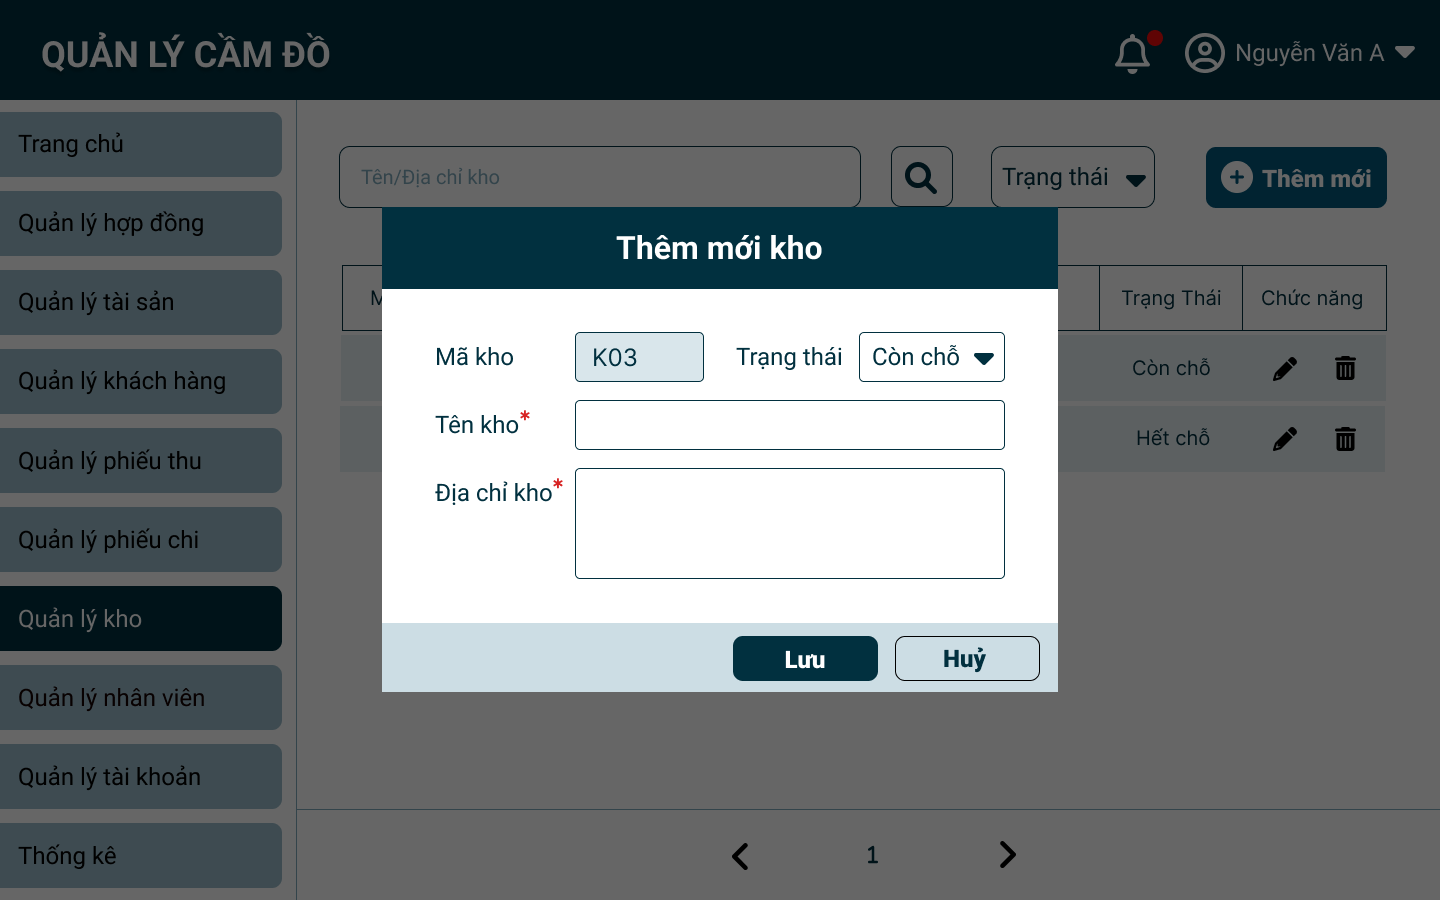 QUẢN LÝ CẦM ĐỒ
Nguyễn Văn A
Trang chủ
Quản lý hợp đồng
Quản lý tài sản
Quản lý khách hàng
Quản lý phiếu thu
Quản lý phiếu chi
Quản lý kho
Quản lý nhân viên
Quản lý tài khoản
Thống kê
Tên/Địa chỉ kho
Trạng thái
Thêm mới
Trạng Thái
Chức năng
Còn chỗ
Hết chỗ
Thêm mới kho
Mã kho
K03
Trạng thái
Còn chỗ
Tên kho*
Địa chỉ kho*
Lưu
Huỷ
1